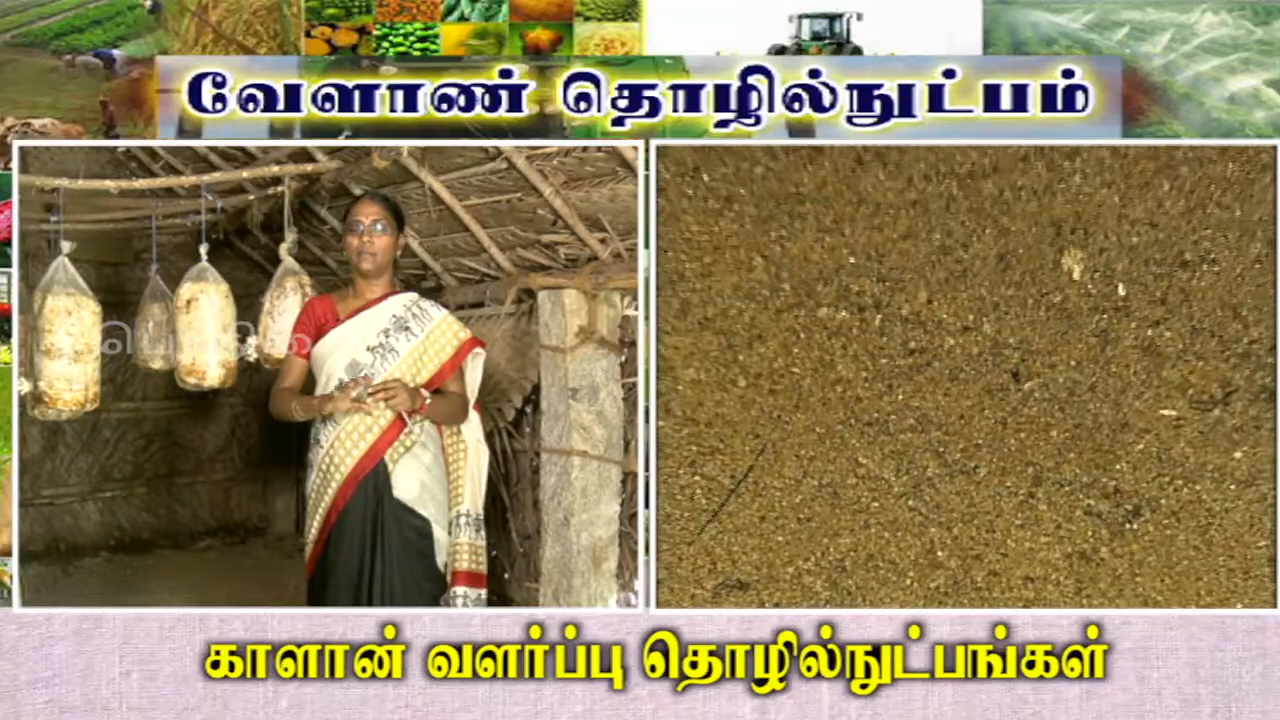 வேளாண் தொழில்நுட்பம்
காளான் வளர்ப்பு தொழில்நுட்பங்கள்